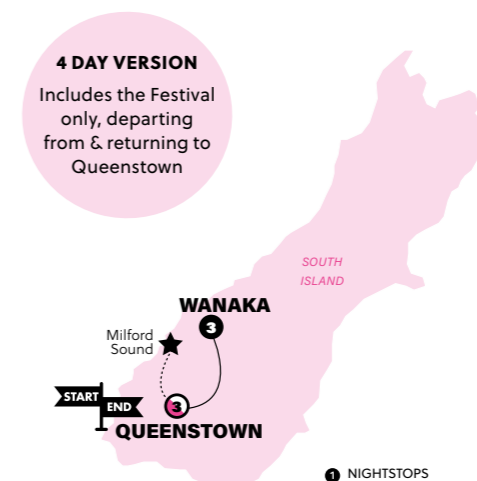 4 DAY VERSION
Includes the Festival
only, departing
from & returning to
Queenstown
SOUTH
ISLAND
WANAKA
3
Milford
Sound
START
END
3
QUEENSTOWN
1 NIGHTSTOPS